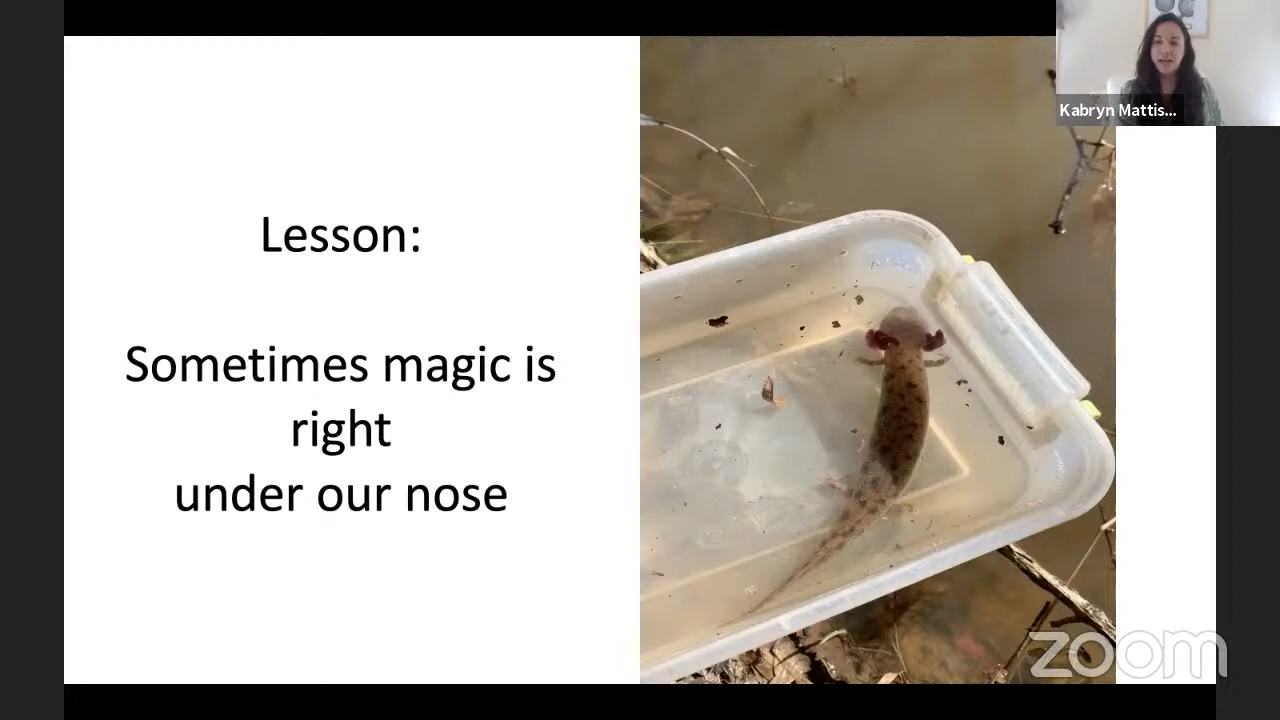 Kabryn Mattis...
Lesson:
Sometimes magic is
right
under our nose
zoom